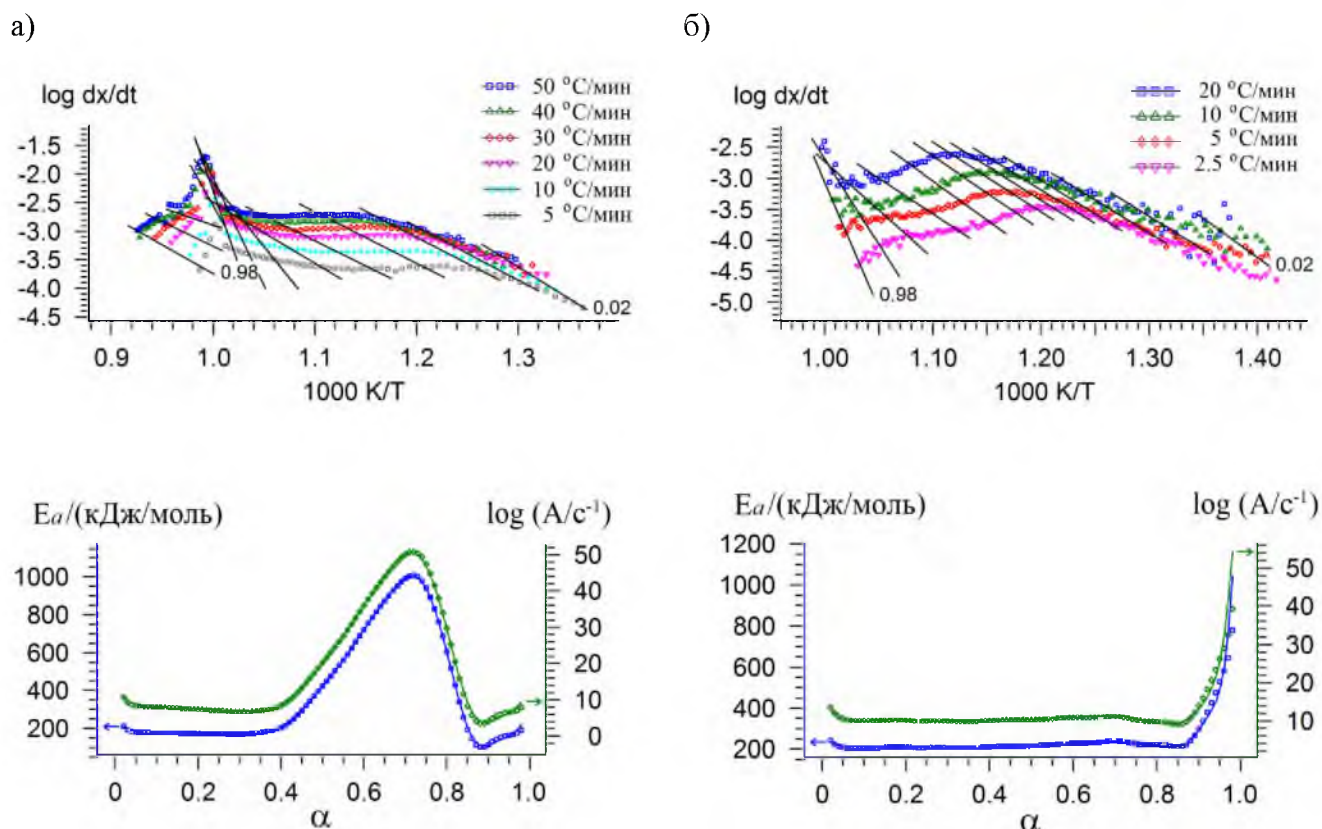 а)
log dx/dt
50 °C/мин
40 °C/мин
30 °C/мин
20 °C/мин
10 °C/мин
5 °C/мин
-1.5
-2.0
-2.5
-3.0
-3.5
-4.0
-4.5
0.98
0.02
0.9 1.0 1.1 1.2 1.3
1000 K/T
б)
log dx/dt
20 °C/мин
10 °C/мин
5 °C/мин
2.5 °C/мин
-2.5
-3.0
-3.5
-4.0
-4.5
-5.0
0.98
0.02
1.00 1.10 1.20 1.30 1.40
1000 K/T
Eа/(кДж/моль) log (A/c⁻¹)
1000
800
600
400
200
50
40
30
20
10
0
0 0.2 0.4 0.6 0.8 1.0
α
Eа/(кДж/моль) log (A/c⁻¹)
1200
1000
800
600
400
200
50
40
30
20
10
0 0.2 0.4 0.6 0.8 1.0
α